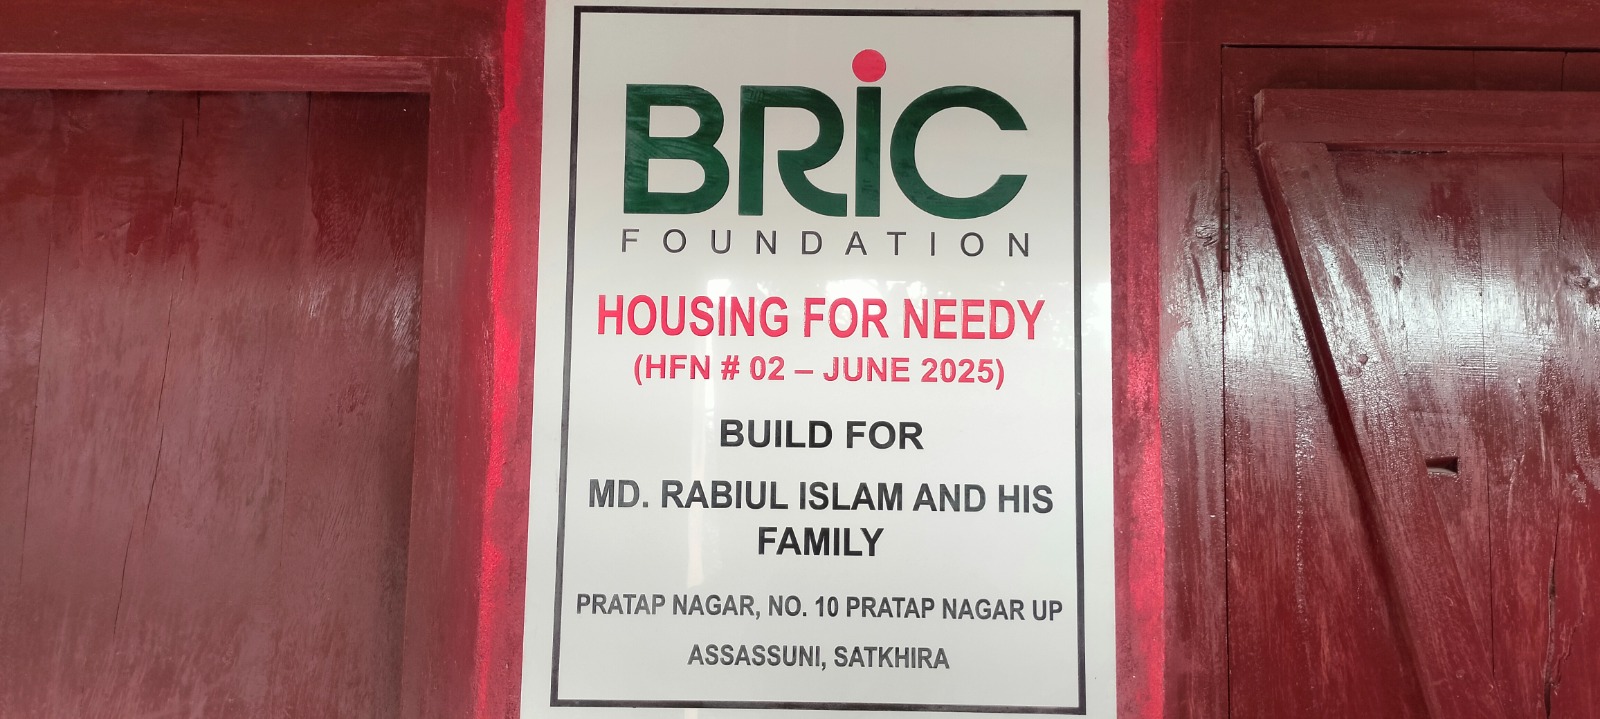 BRiC
FOUNDATION
HOUSING FOR NEEDY
(HFN # 02 – JUNE 2025)
BUILD FOR
MD. RABIUL ISLAM AND HIS
FAMILY
PRATAP NAGAR, NO. 10 PRATAP NAGAR UP
ASSASSUNI, SATKHIRA